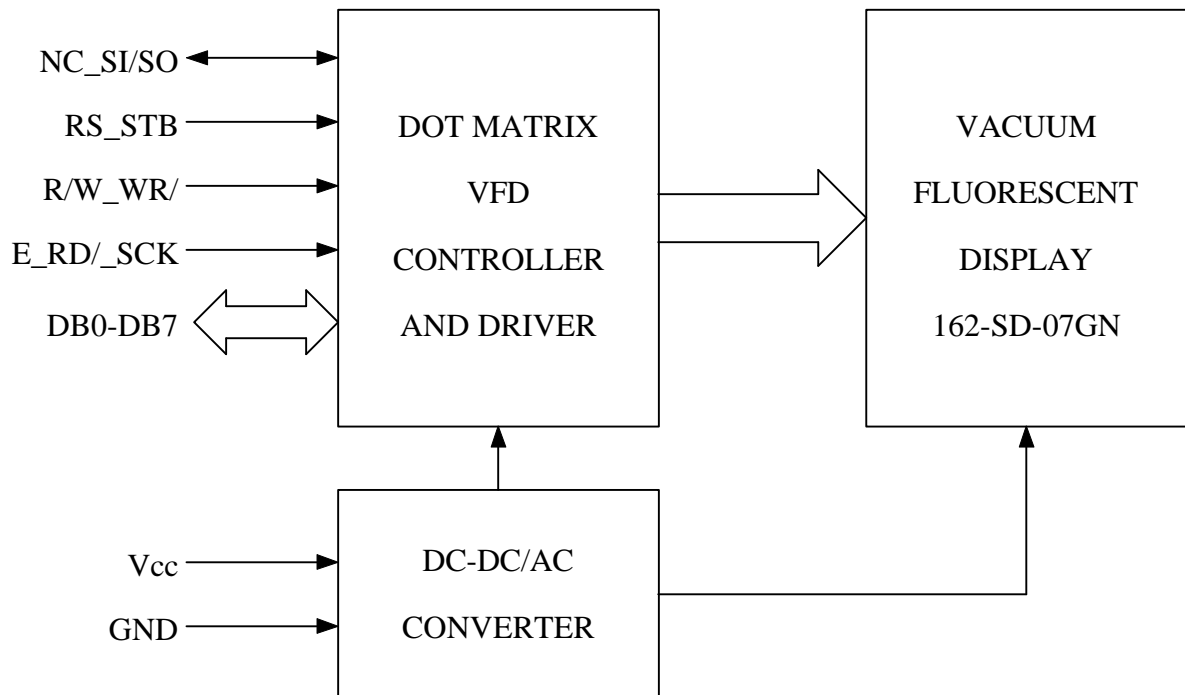 NC_SI/SO
RS_STB
R/W_WR/
E_RD/_SCK
DB0-DB7
DOT MATRIX
VFD
CONTROLLER
AND DRIVER
VACUUM
FLUORESCENT
DISPLAY
162-SD-07GN
Vcc
GND
DC-DC/AC
CONVERTER